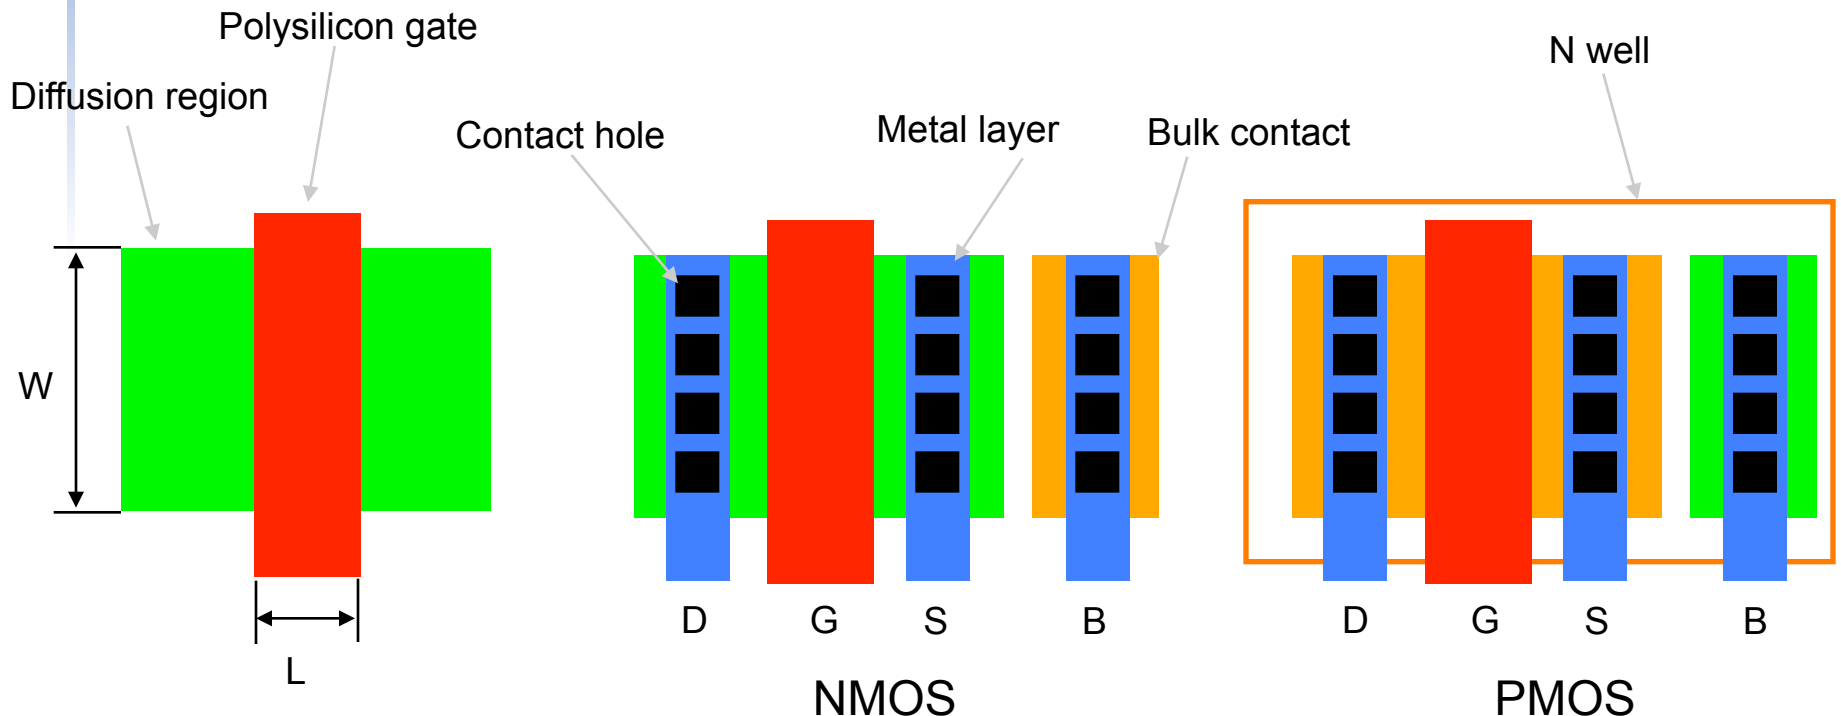 Polysilicon gate
Diffusion region
Contact hole
Metal layer
Bulk contact
N well
W
L
D G S B
NMOS
D G S B
PMOS